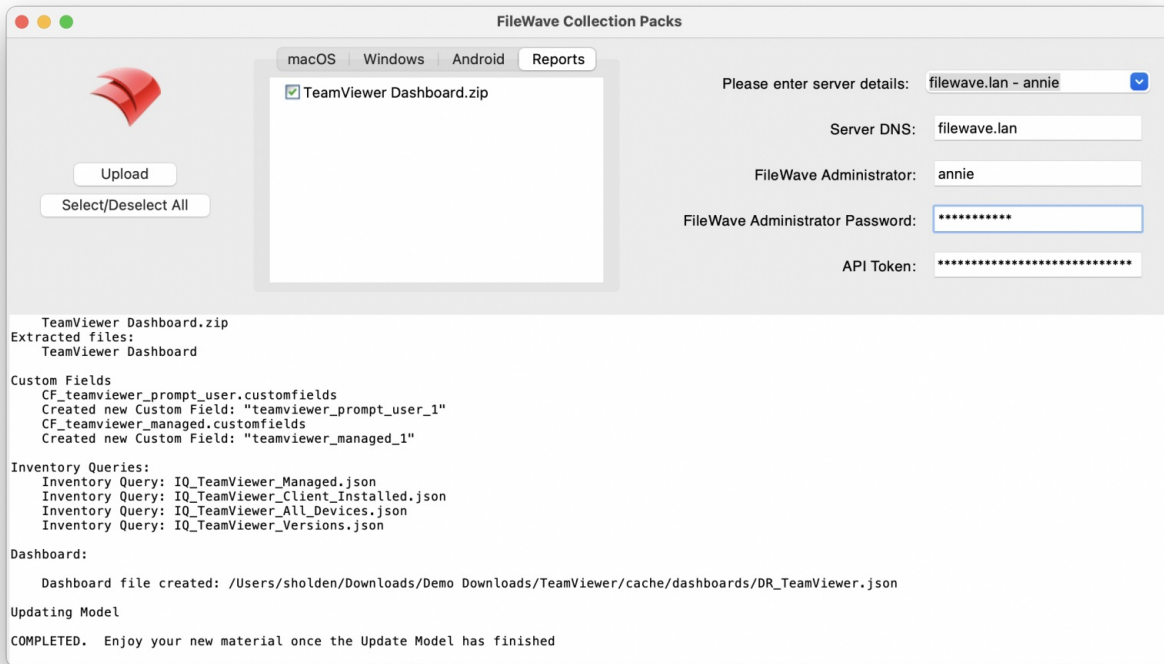 FileWave Collection Packs
macOS Windows Android Reports
TeamViewer Dashboard.zip
Upload
Select/Deselect All
Please enter server details: filewave.lan - annie
Server DNS: filewave.lan
FileWave Administrator: annie
FileWave Administrator Password: ***********
API Token: *****************************
TeamViewer Dashboard.zip
Extracted files:
TeamViewer Dashboard
Custom Fields
CF_teamviewer_prompt_user.customfields
Created new Custom Field: "teamviewer_prompt_user_1"
CF_teamviewer_managed.customfields
Created new Custom Field: "teamviewer_managed_1"
Inventory Queries:
Inventory Query: IQ_TeamViewer_Managed.json
Inventory Query: IQ_TeamViewer_Client_Installed.json
Inventory Query: IQ_TeamViewer_All_Devices.json
Inventory Query: IQ_TeamViewer_Versions.json
Dashboard:
Dashboard file created: /Users/sholden/Downloads/Demo Downloads/TeamViewer/cache/dashboards/DR_TeamViewer.json
Updating Model
COMPLETED.  Enjoy your new material once the Update Model has finished